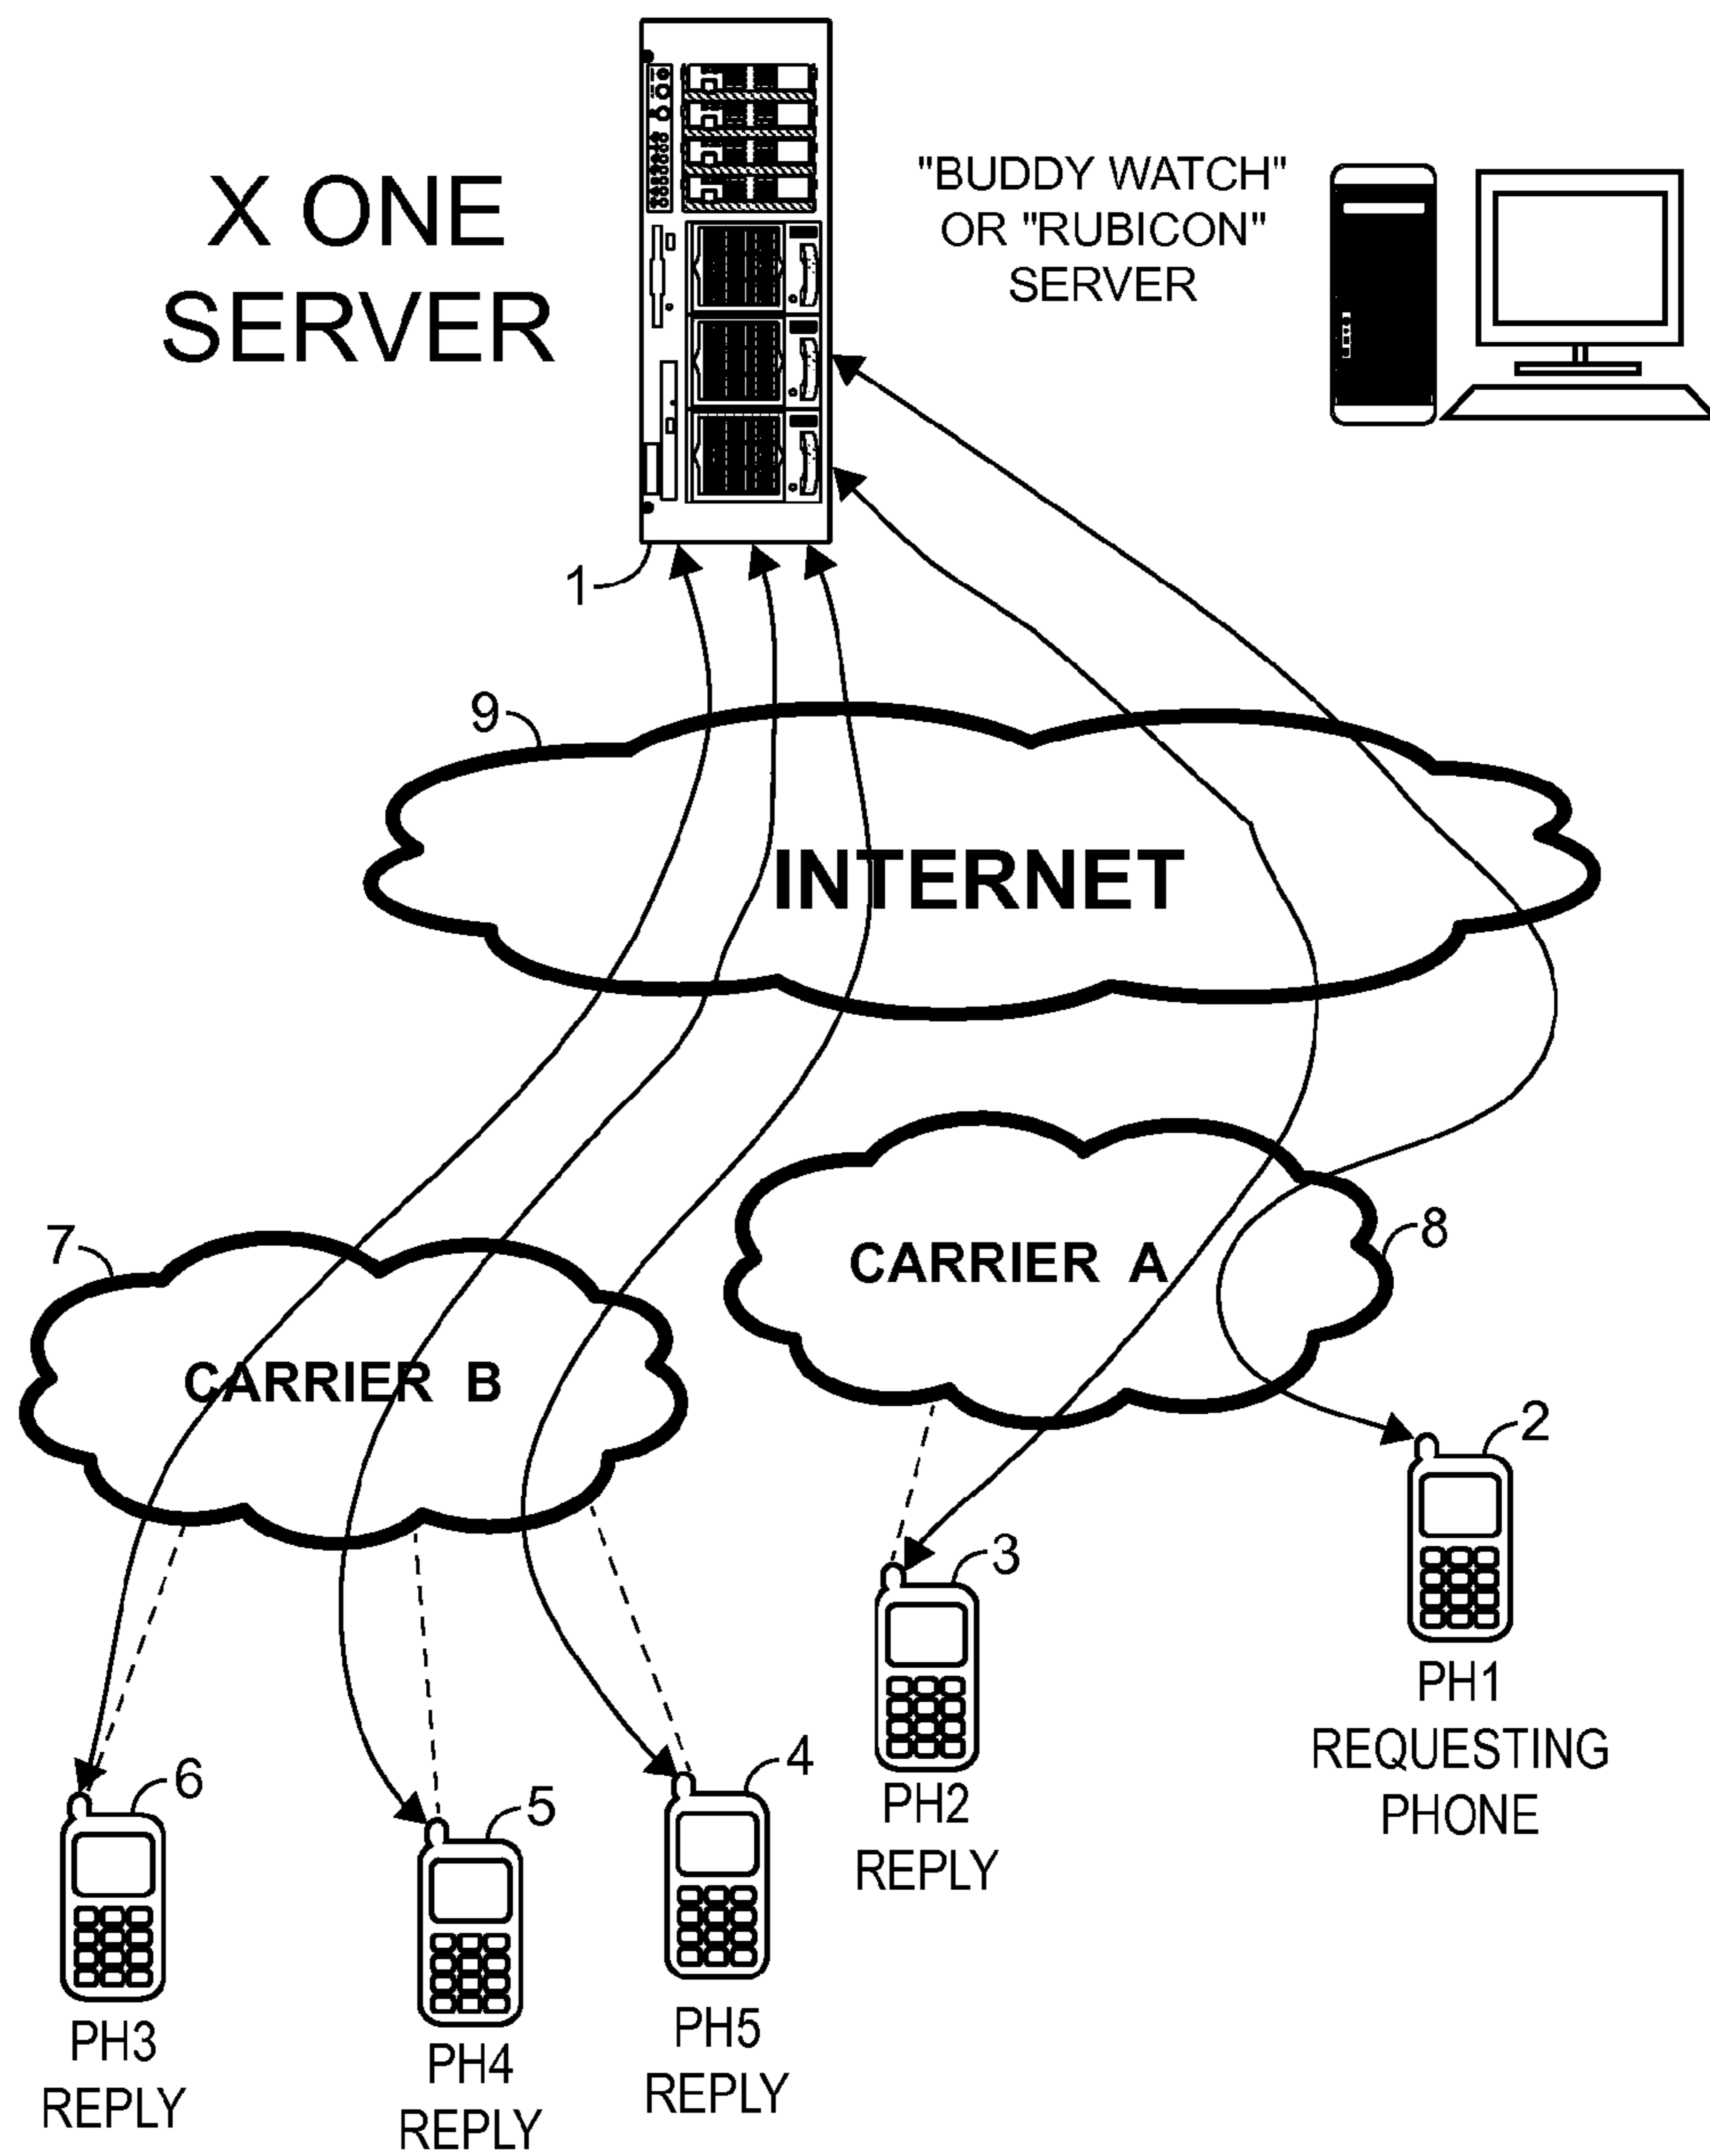 X ONE
SERVER
"BUDDY WATCH"
OR "RUBICON"
SERVER
1
9
INTERNET
7
CARRIER B
CARRIER A
8
2
3
4
5
6
PH1
REQUESTING
PHONE
PH2
REPLY
PH5
REPLY
PH4
REPLY
PH3
REPLY